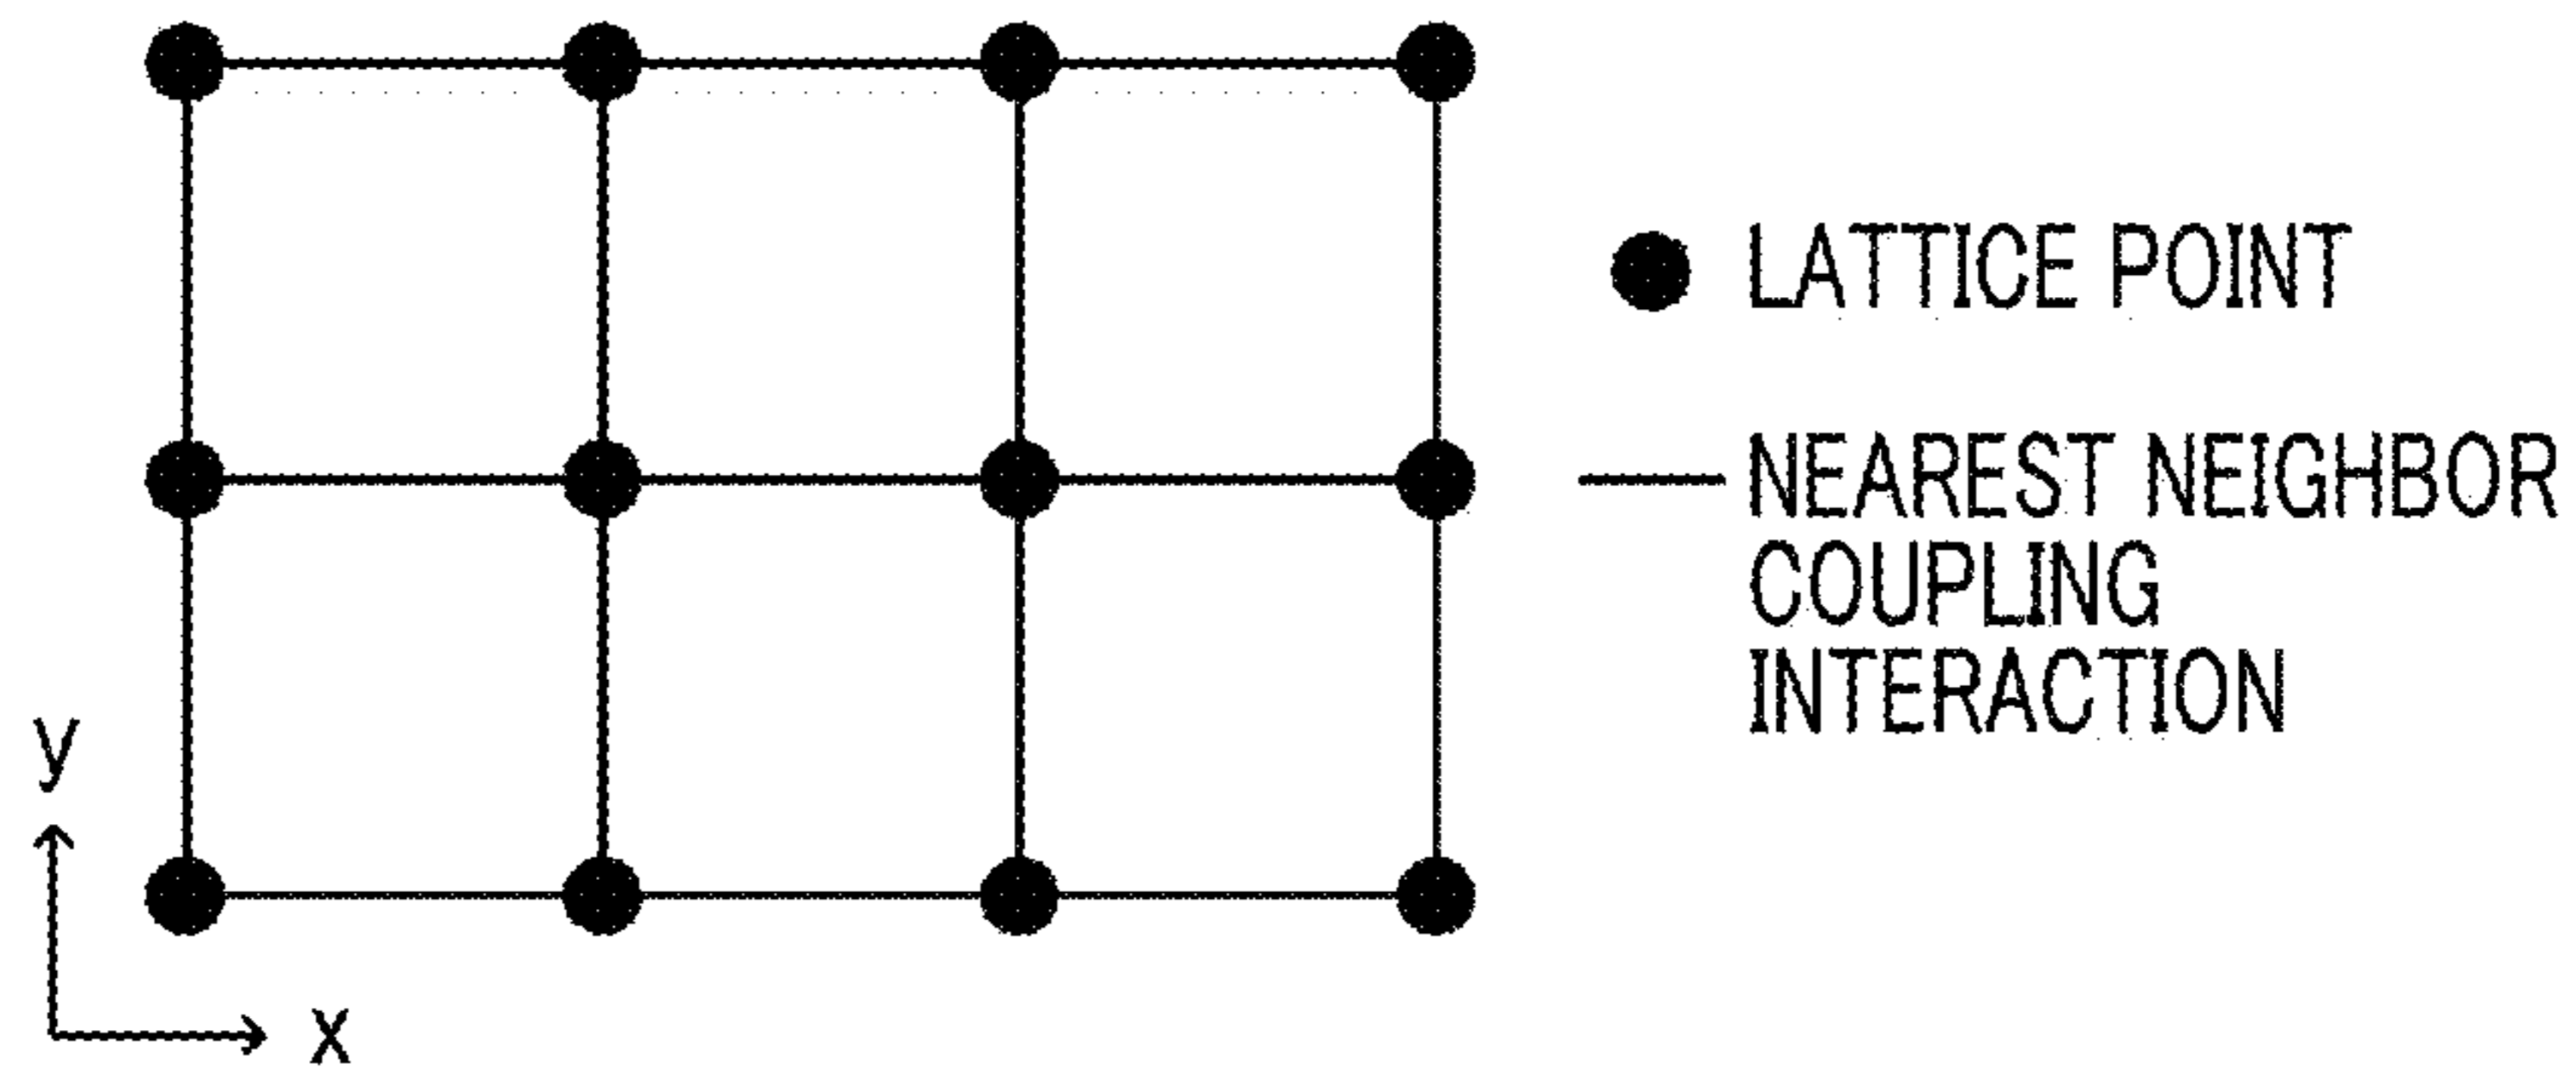 LATTICE POINT
NEAREST NEIGHBOR
COUPLING
INTERACTION
y
x